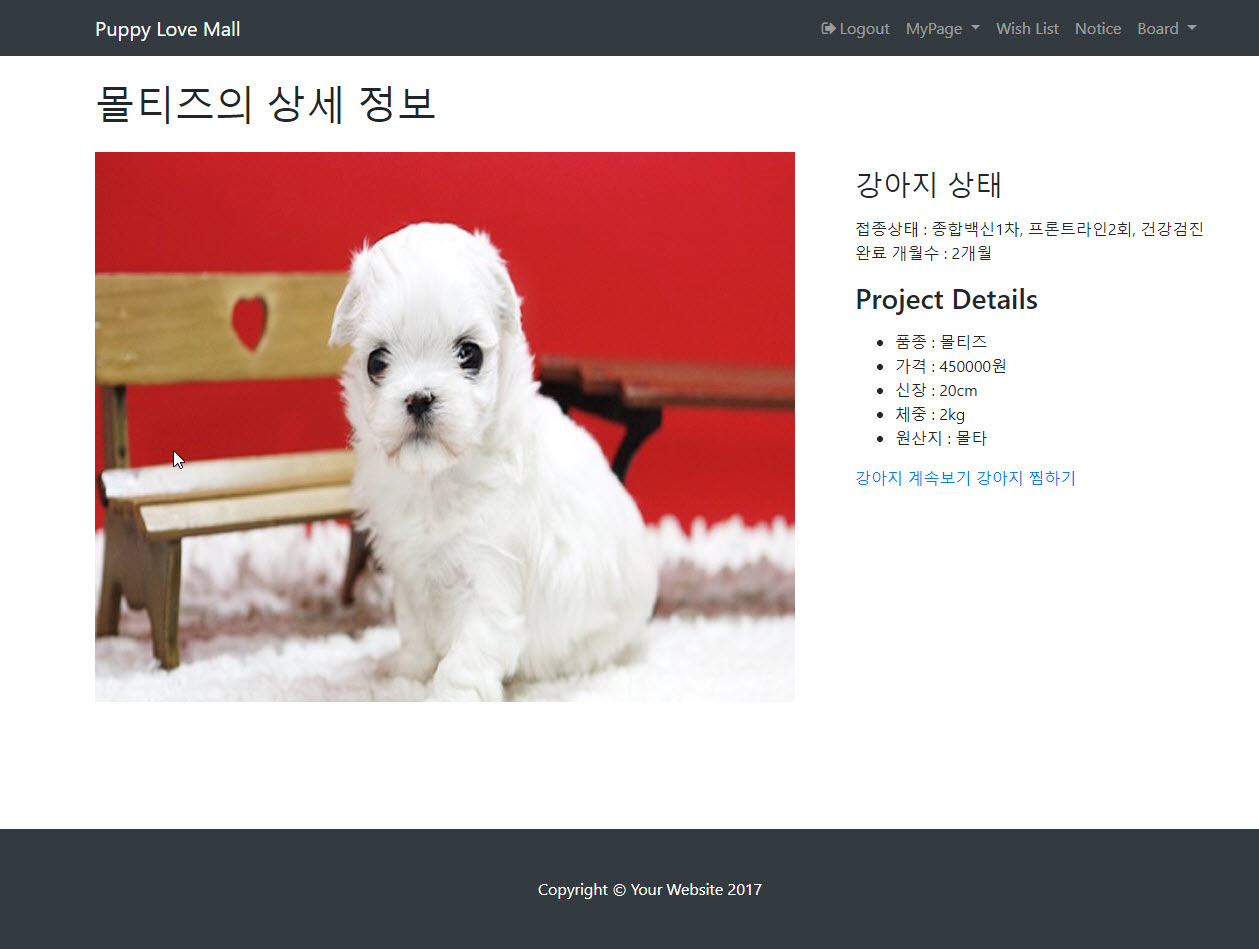 Puppy Love Mall
Logout MyPage Wish List Notice Board
몰티즈의 상세 정보
강아지 상태
접종상태 : 종합백신1차, 프론트라인2회, 건강검진
완료 개월수 : 2개월
Project Details
품종 : 몰티즈
가격 : 450000원
신장 : 20cm
체중 : 2kg
원산지 : 몰타
강아지 계속보기 강아지 찜하기
Copyright © Your Website 2017